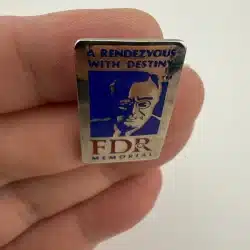 A RENDEZVOUS
WITH DESTINY
FDR
MEMORIAL